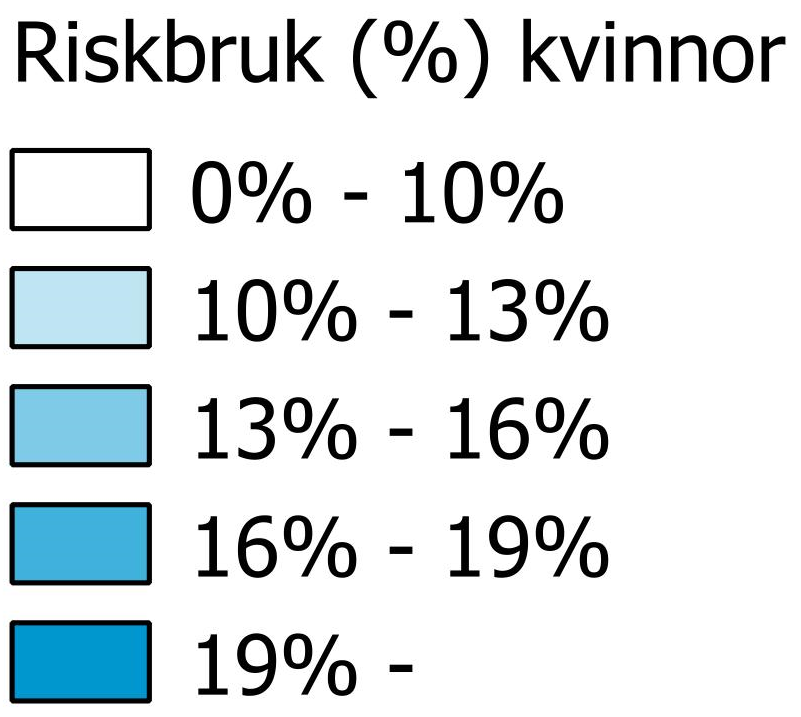 Riskbruk (%) kvinnor
0% - 10%
10% - 13%
13% - 16%
16% - 19%
19% -